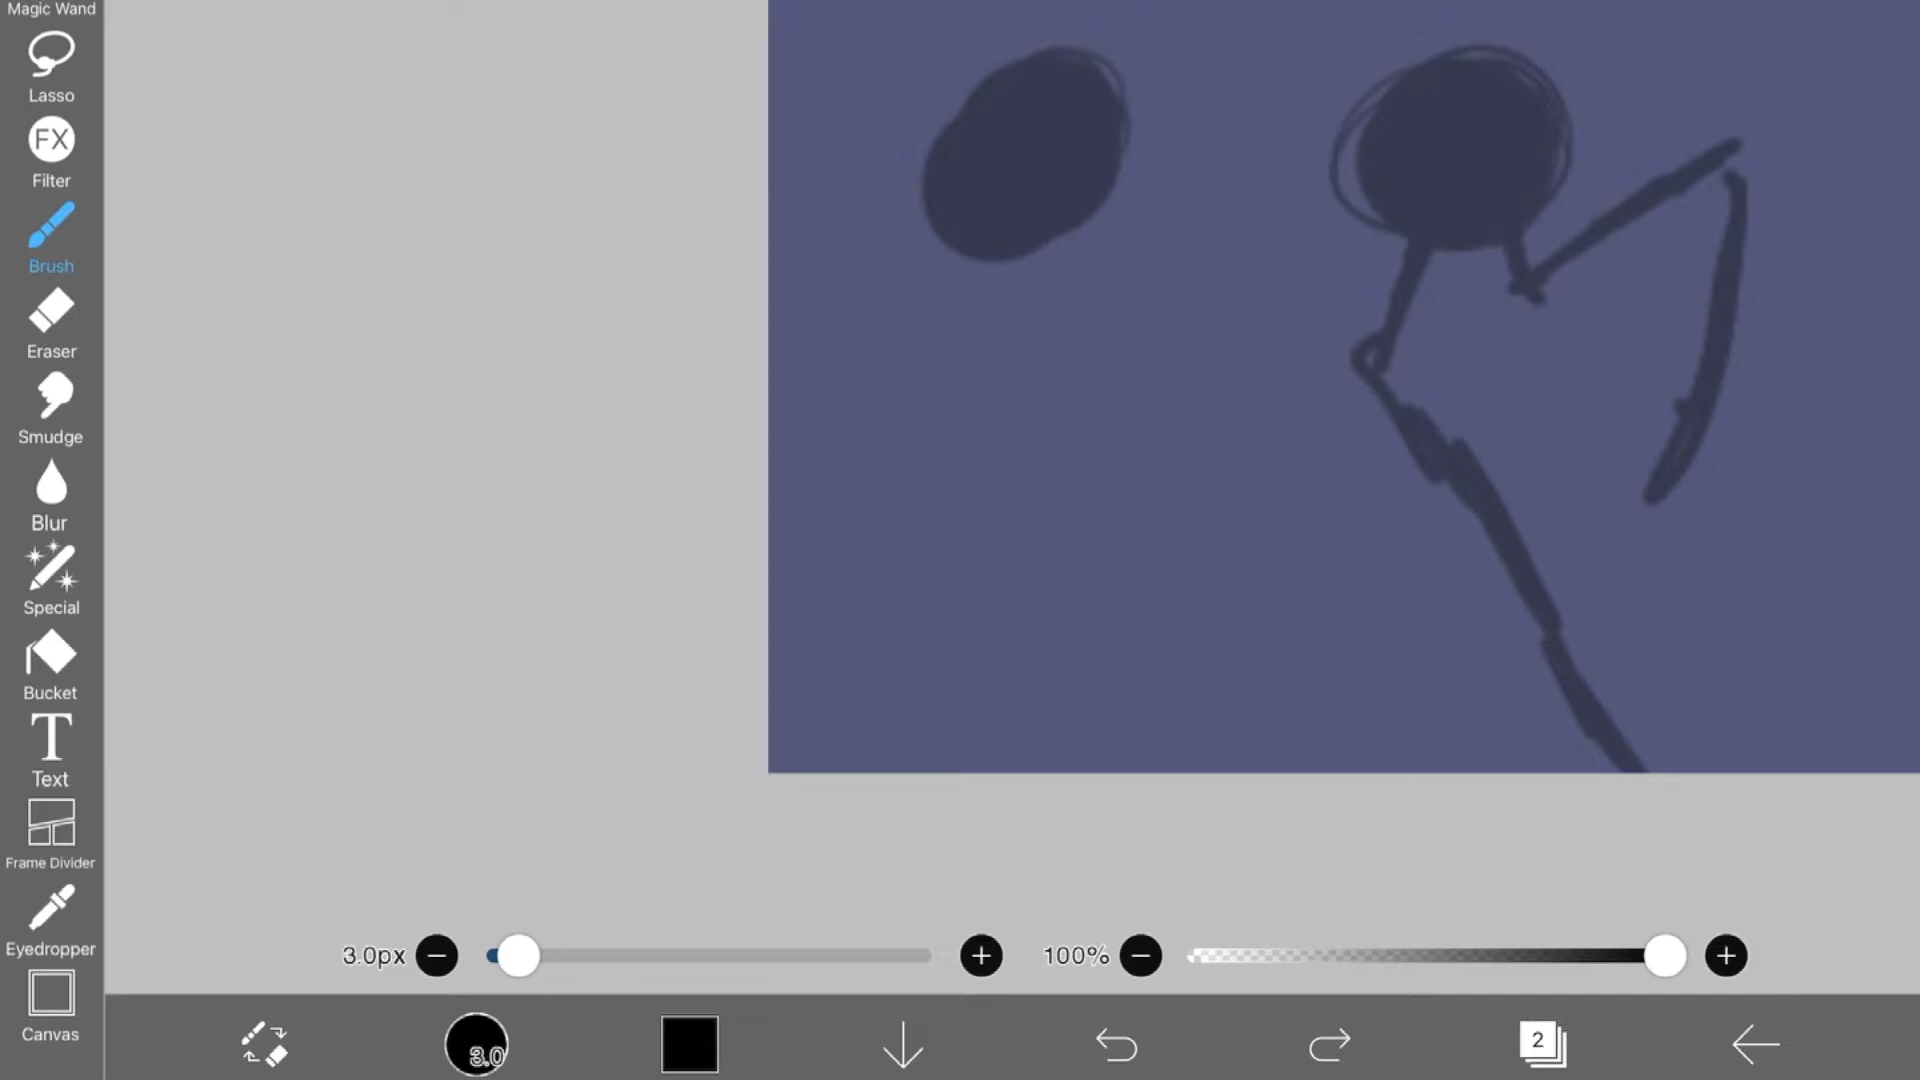 Magic Wand
Lasso
FX
Filter
Brush
Eraser
Smudge
Blur
Special
Bucket
T
Text
Frame Divider
Eyedropper
Canvas
3.0px
100%
3.0
2